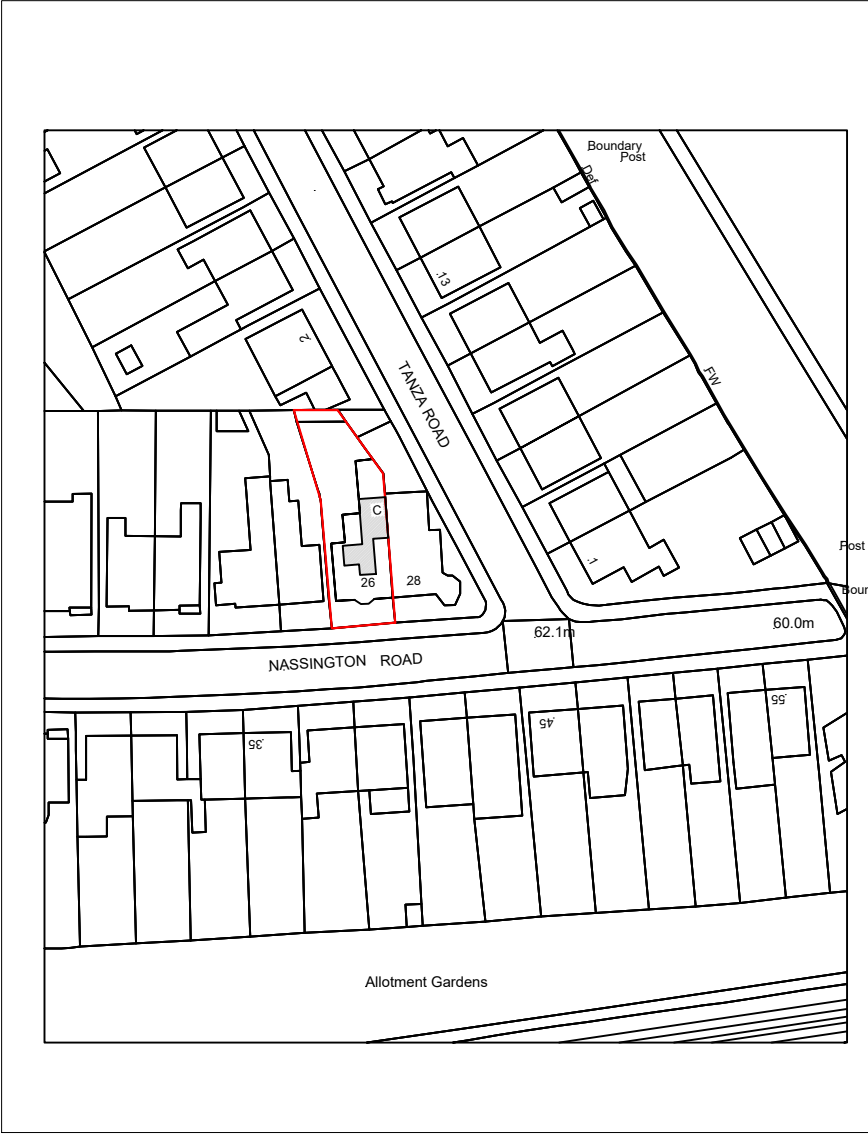 Boundary
Post
Def
.13
2
FW
TANZA ROAD
C
Post
.1
26
28
Boun
62.1m
60.0m
NASSINGTON ROAD
35
45
55
Allotment Gardens